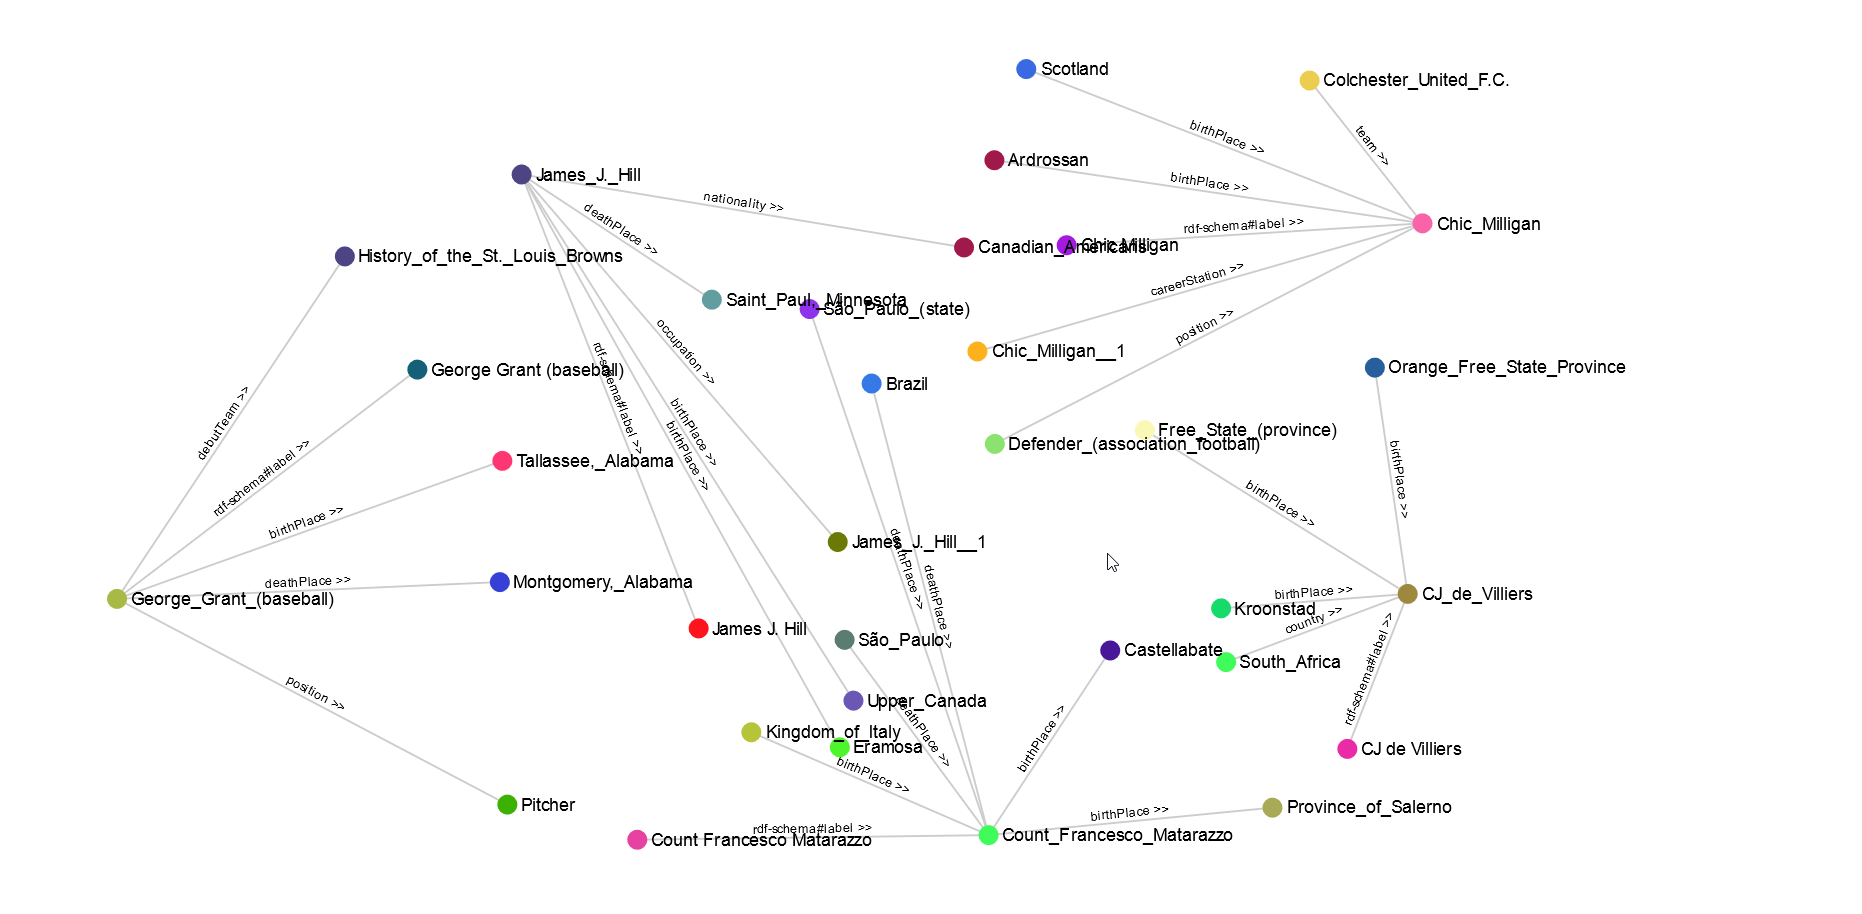 Scotland
Colchester_United_F.C.
birthPlace >>
team >>
Ardrossan
James_J._Hill
birthPlace >>
nationality >>
deathPlace >>
rdf-schema#label >>
Chic_Milligan
Canadian_Americans
Chic Milligan
History_of_the_St._Louis_Browns
careerStation >>
Saint_Paul,_Minnesota
São_Paulo_(state)
position >>
occupation >>
Chic_Milligan__1
George Grant (baseball)
rdf-schema#label >>
Orange_Free_State_Province
Brazil
debutTeam >>
birthPlace >>
birthPlace >>
Free_State_(province)
Defender_(association_football)
Tallassee,_Alabama
rdf-schema#label >>
birthPlace >>
birthPlace >>
birthPlace >>
James_J._Hill__1
deathPlace >>
deathPlace >>
Montgomery,_Alabama
deathPlace >>
George_Grant_(baseball)
birthPlace >>
CJ_de_Villiers
Kroonstad
country >>
James J. Hill
São_Paulo
Castellabate
South_Africa
rdf-schema#label >>
position >>
Upper_Canada
deathPlace >>
Kingdom_of_Italy
Eramosa
birthPlace >>
CJ de Villiers
birthPlace >>
Pitcher
birthPlace >>
Province_of_Salerno
rdf-schema#label >>
Count Francesco Matarazzo
Count_Francesco_Matarazzo